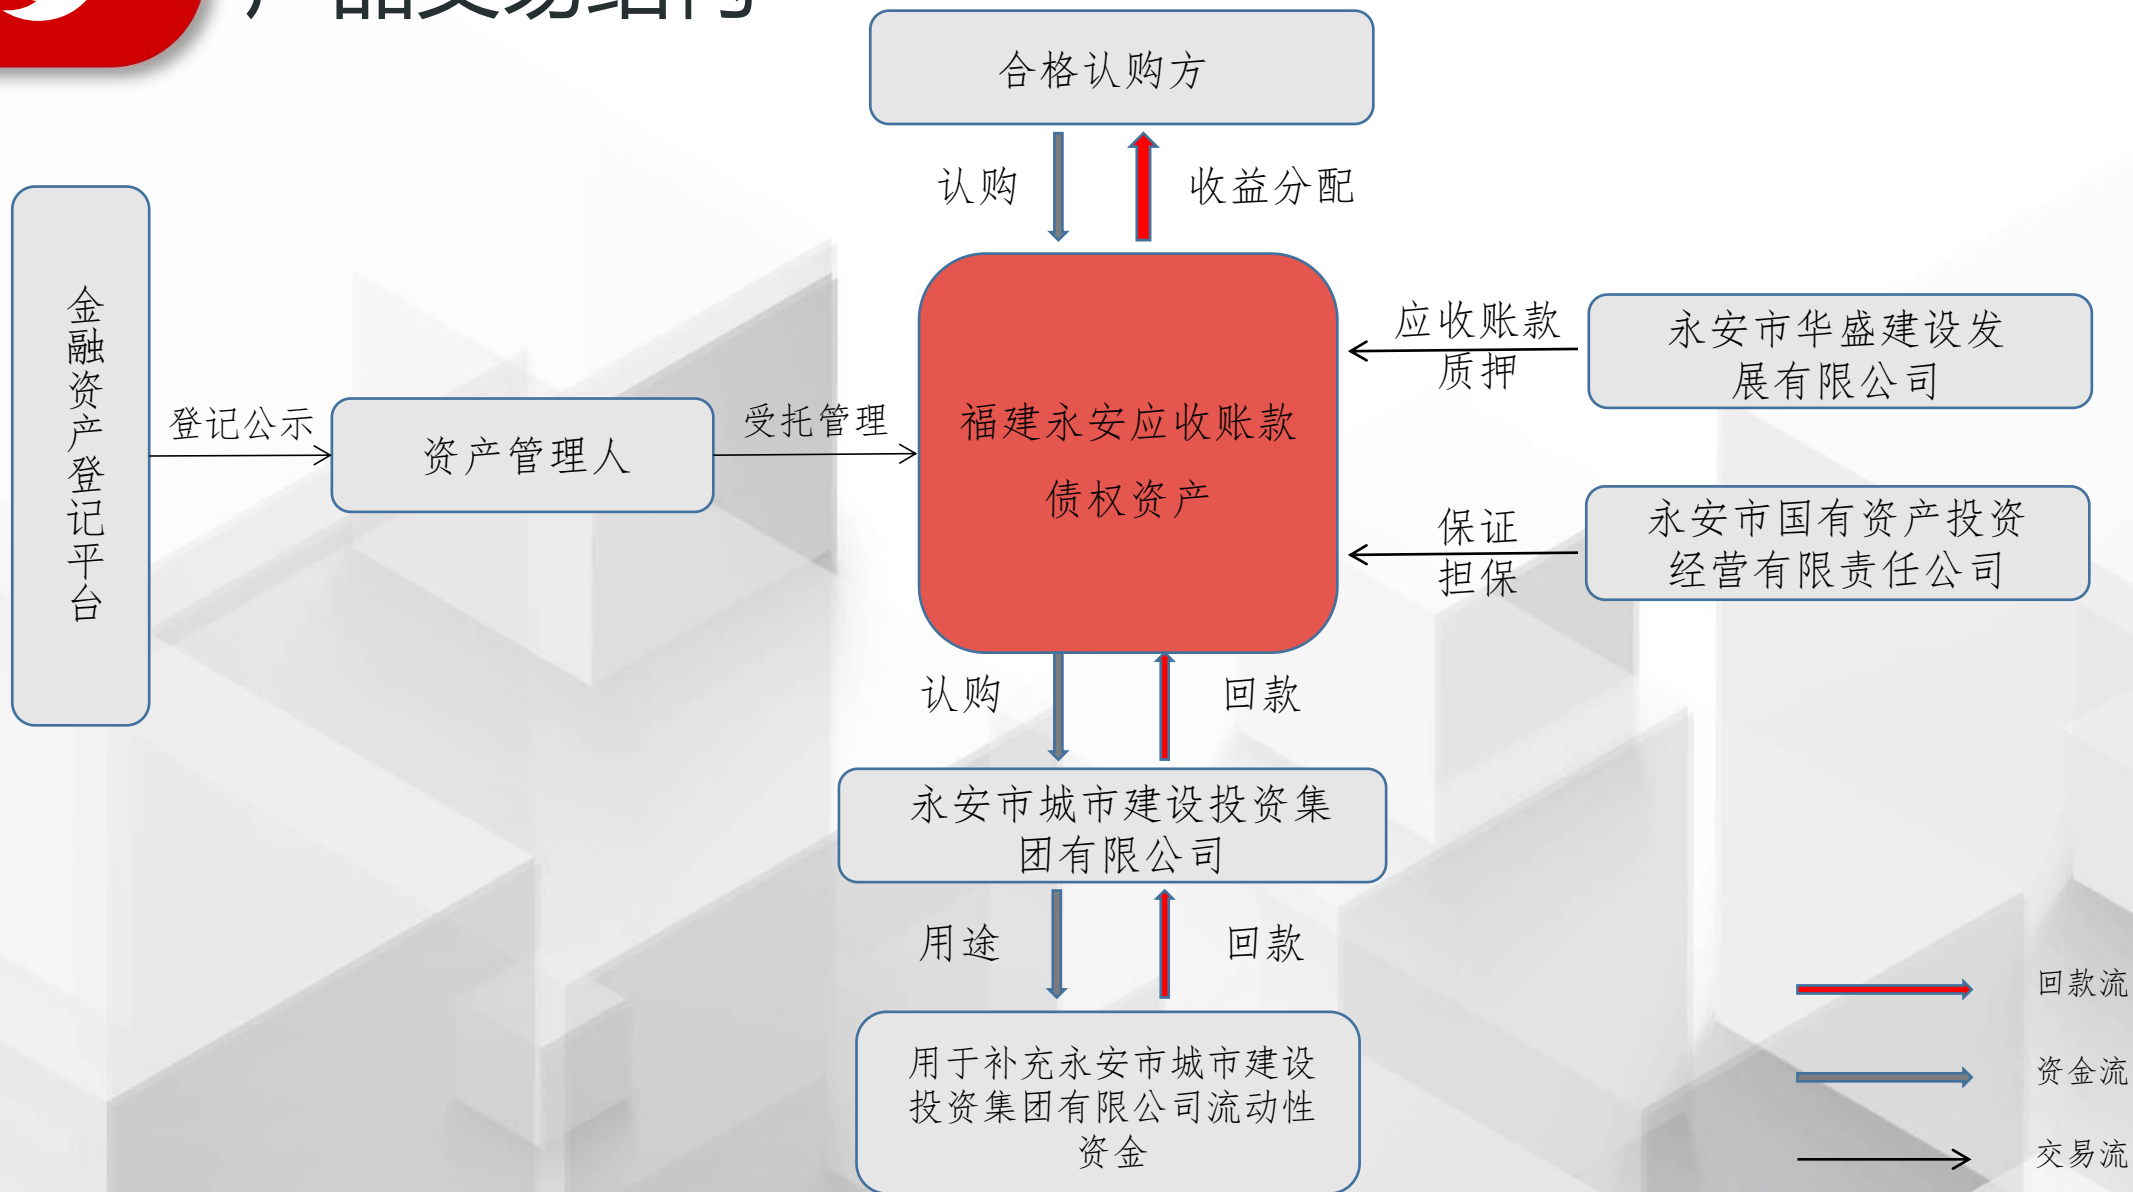 产品交易结构
合格认购方
认购
收益分配
金融资产登记平台
登记公示
资产管理人
受托管理
福建永安应收账款
债权资产
应收账款
质押
永安市华盛建设发
展有限公司
保证
担保
永安市国有资产投资
经营有限责任公司
认购
回款
永安市城市建设投资集
团有限公司
用途
回款
用于补充永安市城市建设
投资集团有限公司流动性
资金
回款流
资金流
交易流